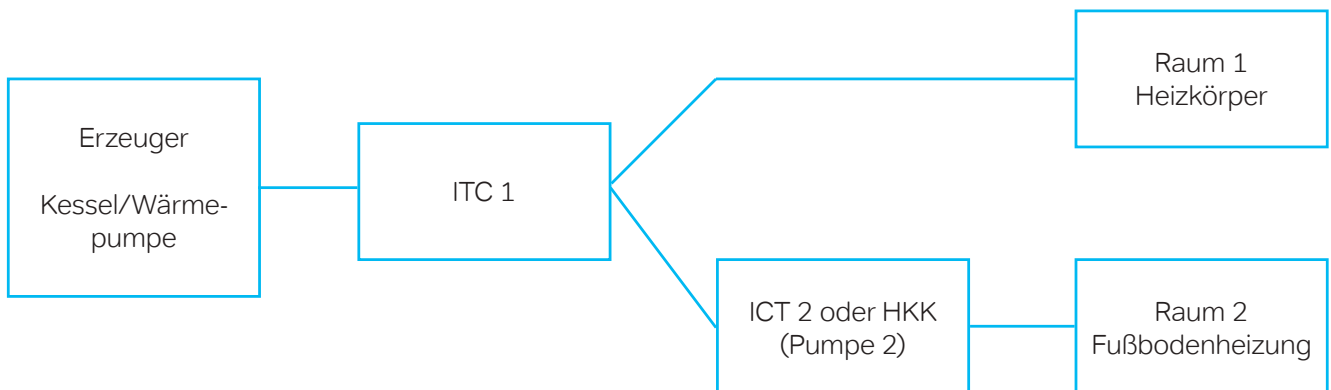 Erzeuger
Kessel/Wärme-
pumpe
ITC 1
Raum 1
Heizkörper
ICT 2 oder HKK
(Pumpe 2)
Raum 2
Fußbodenheizung